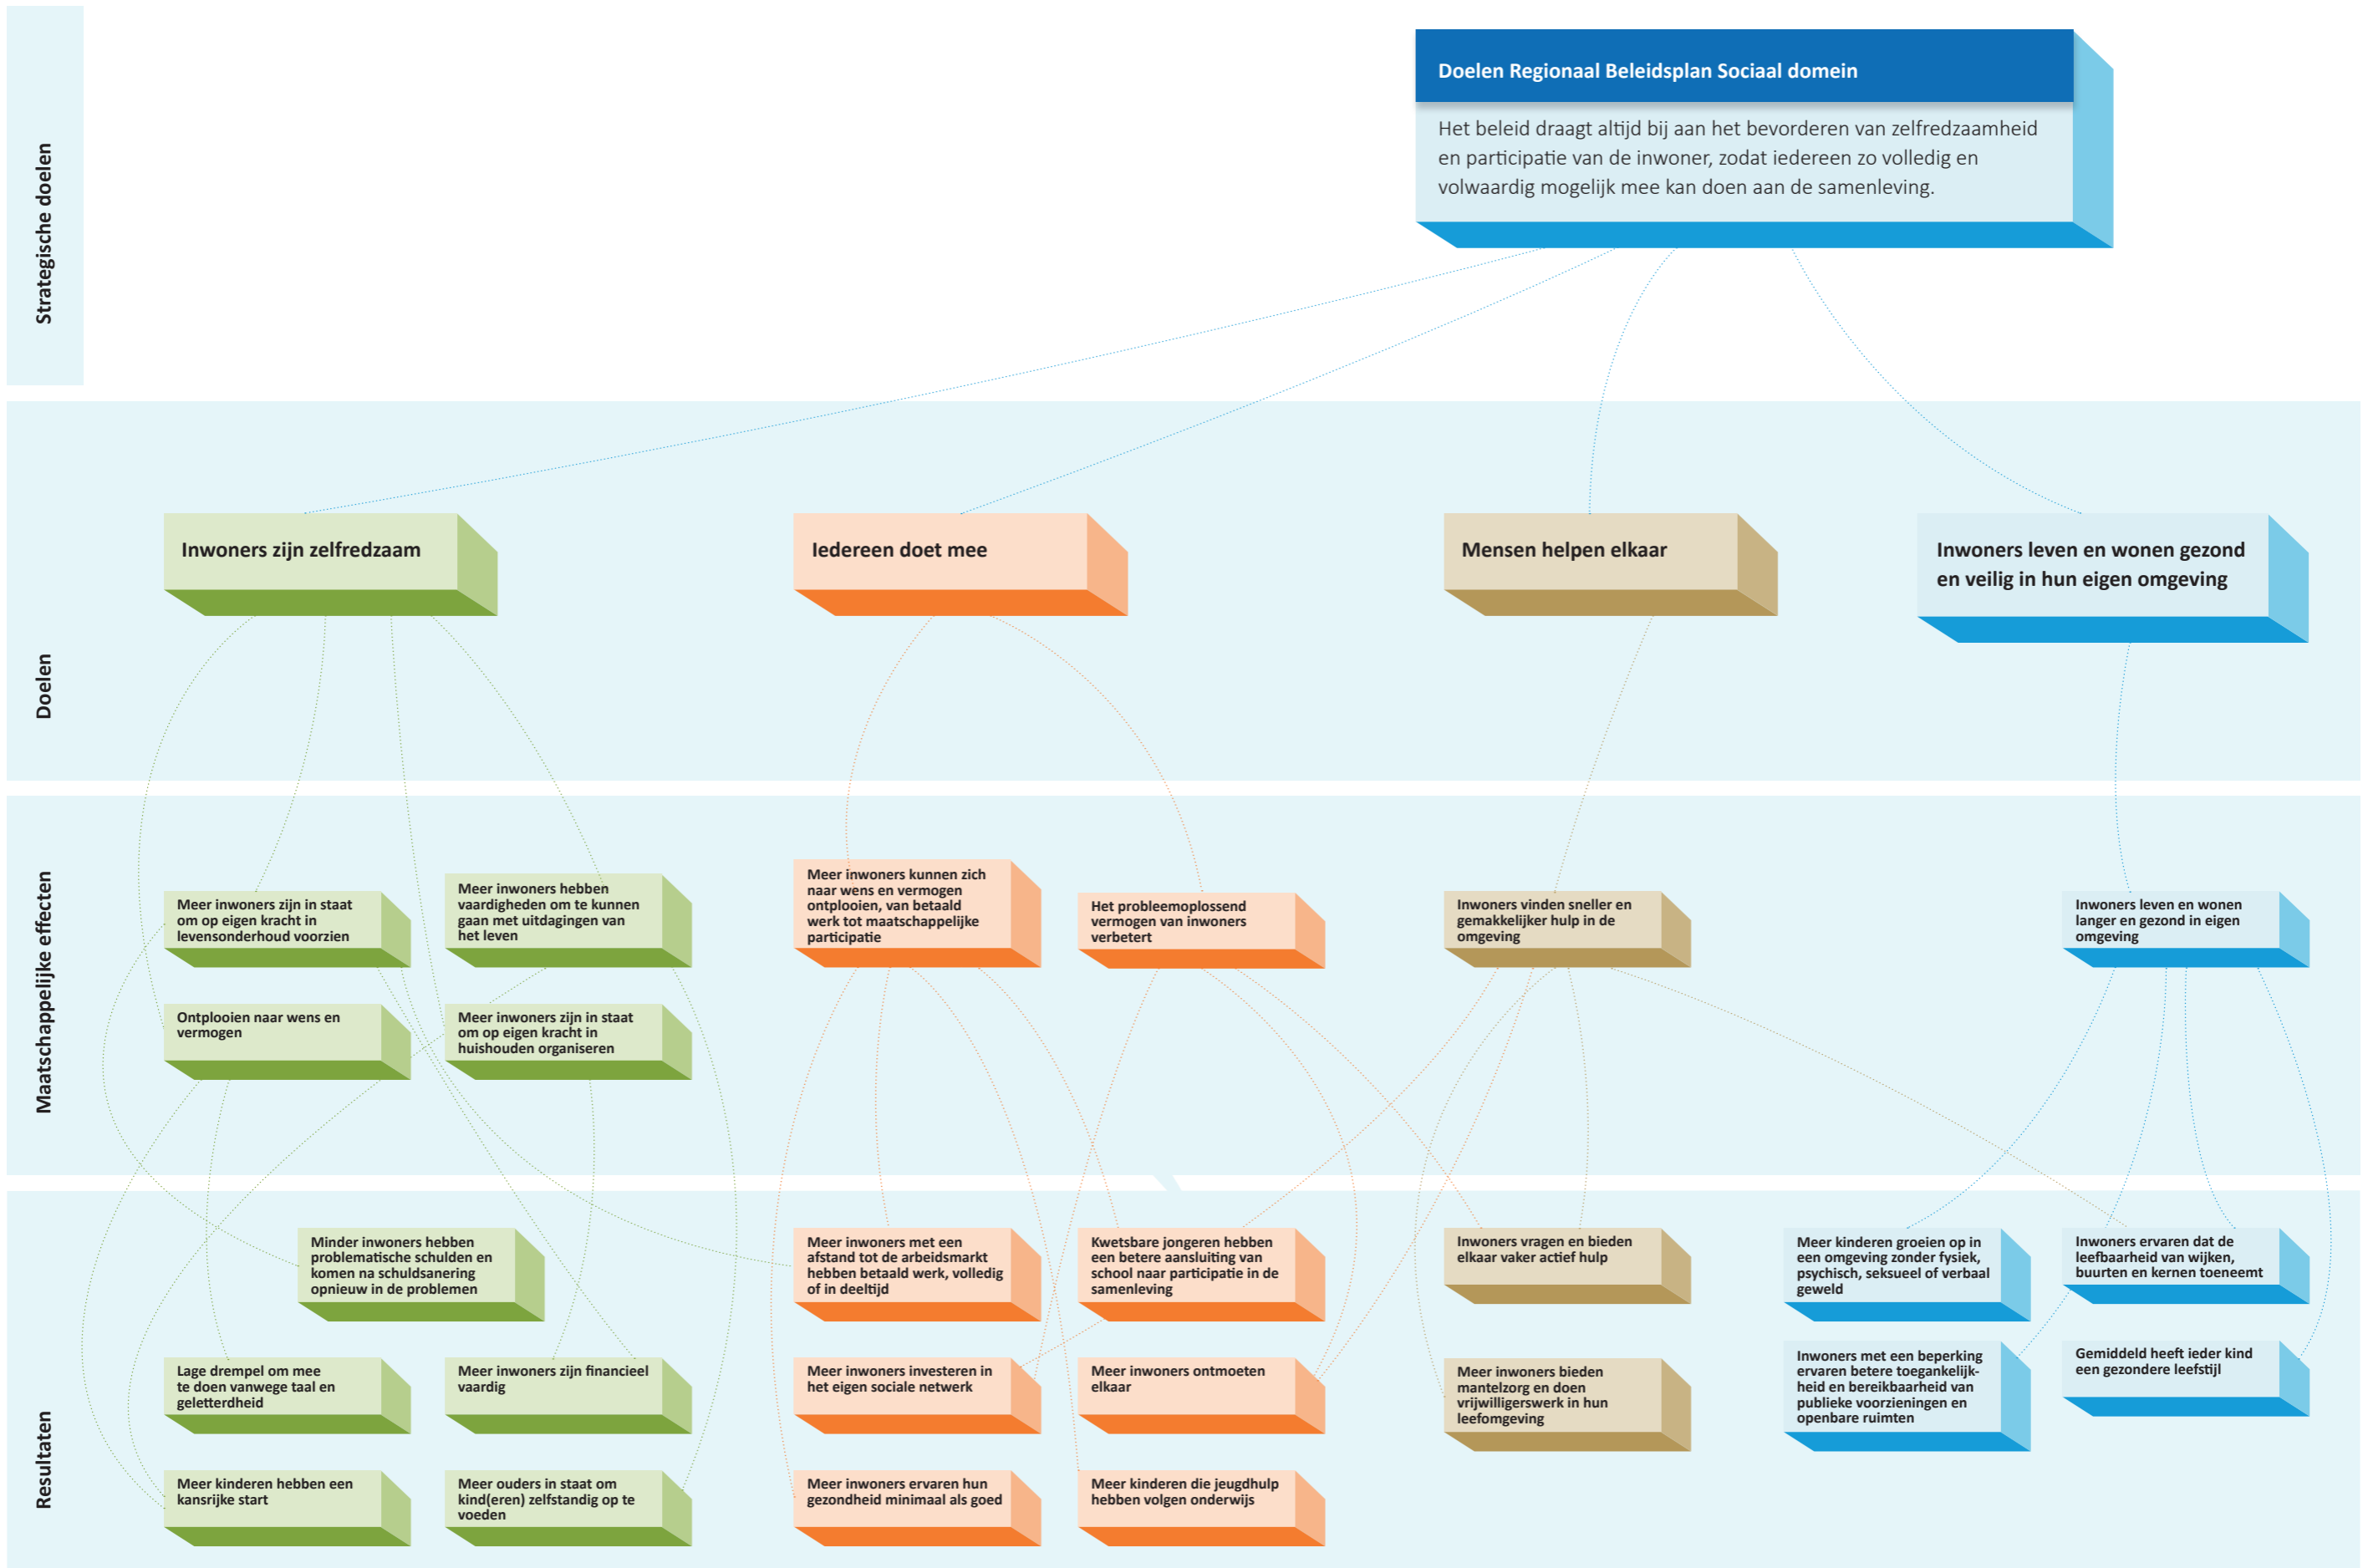 Strategische doelen
Doelen Regionaal Beleidsplan Sociaal domein
Het beleid draagt altijd bij aan het bevorderen van zelfredzaamheid
en participatie van de inwoner, zodat iedereen zo volledig en
volwaardig mogelijk mee kan doen aan de samenleving.
Doelen
Inwoners zijn zelfredzaam
Iedereen doet mee
Mensen helpen elkaar
Inwoners leven en wonen gezond
en veilig in hun eigen omgeving
Maatschappelijke effecten
Meer inwoners zijn in staat
om op eigen kracht in
levensonderhoud voorzien
Meer inwoners hebben
vaardigheden om te kunnen
gaan met uitdagingen van
het leven
Meer inwoners kunnen zich
naar wens en vermogen
ontplooien, van betaald
werk tot maatschappelijke
participatie
Het probleemoplossend
vermogen van inwoners
verbetert
Inwoners vinden sneller en
gemakkelijker hulp in de
omgeving
Inwoners leven en wonen
langer en gezond in eigen
omgeving
Ontplooien naar wens en
vermogen
Meer inwoners zijn in staat
om op eigen kracht in
huishouden organiseren
Resultaten
Minder inwoners hebben
problematische schulden en
komen na schuldsanering
opnieuw in de problemen
Meer inwoners met een
afstand tot de arbeidsmarkt
hebben betaald werk, volledig
of in deeltijd
Kwetsbare jongeren hebben
een betere aansluiting van
school naar participatie in de
samenleving
Inwoners vragen en bieden
elkaar vaker actief hulp
Meer kinderen groeien op in
een omgeving zonder fysiek,
psychisch, seksueel of verbaal
geweld
Inwoners ervaren dat de
leefbaarheid van wijken,
buurten en kernen toeneemt
Lage drempel om mee
te doen vanwege taal en
geletterdheid
Meer inwoners zijn financieel
vaardig
Meer inwoners investeren in
het eigen sociale netwerk
Meer inwoners ontmoeten
elkaar
Meer inwoners bieden
mantelzorg en doen
vrijwilligerswerk in hun
leefomgeving
Inwoners met een beperking
ervaren betere toegankelijk-
heid en bereikbaarheid van
publieke voorzieningen en
openbare ruimten
Gemiddeld heeft ieder kind
een gezondere leefstijl
Meer kinderen hebben een
kansrijke start
Meer ouders in staat om
kind(eren) zelfstandig op te
voeden
Meer inwoners ervaren hun
gezondheid minimaal als goed
Meer kinderen die jeugdhulp
hebben volgen onderwijs